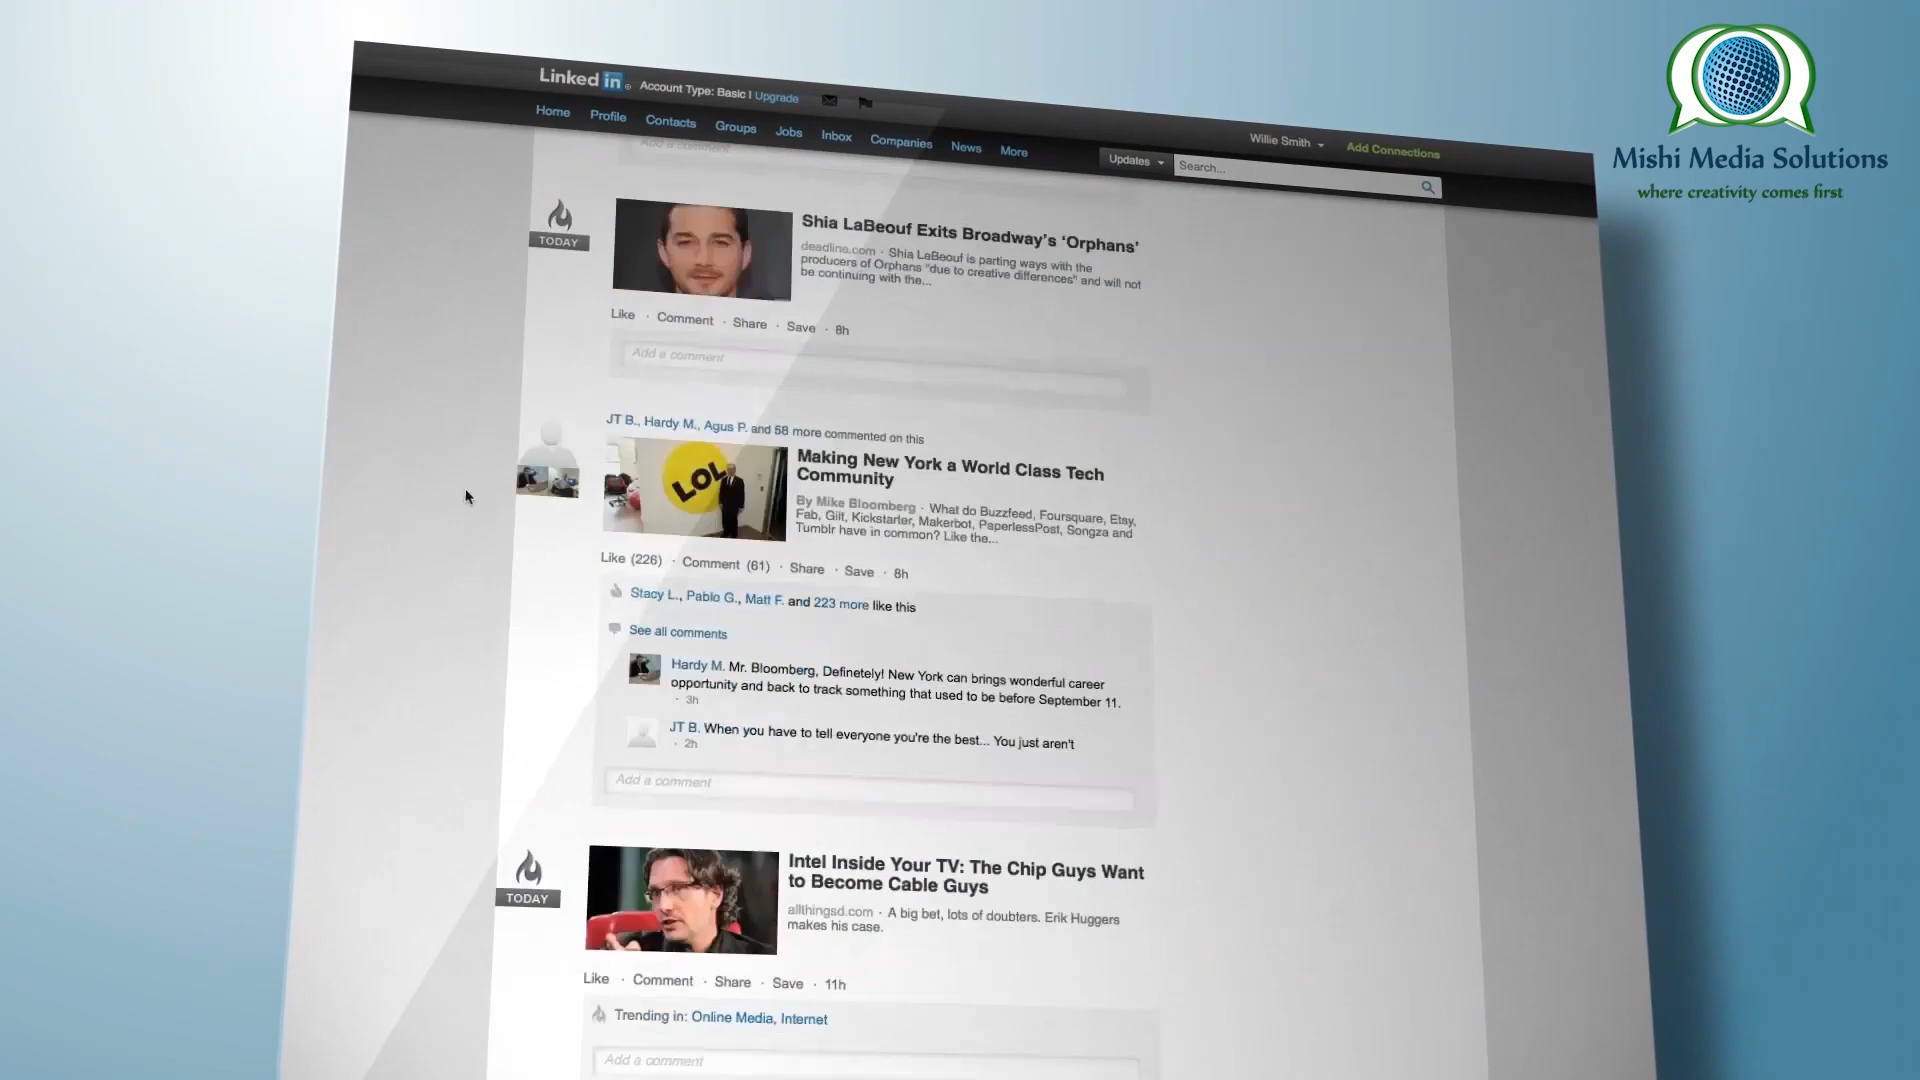 Linked in
Account Type: Basic | Upgrade
Home Profile Contacts Groups Jobs Inbox Companies News More
Willie Smith
Add Connections
Updates
Search...
Mishi Media Solutions
where creativity comes first
Add a comment
TODAY
Shia LaBeouf Exits Broadway's 'Orphans'
deadline.com · Shia LaBeouf is parting ways with the
producers of Orphans "due to creative differences" and will not
be continuing with the...
Like · Comment · Share · Save · 8h
Add a comment
JT B., Hardy M., Agus P. and 58 more commented on this
LOL
Making New York a World Class Tech
Community
By Mike Bloomberg · What do Buzzfeed, Foursquare, Etsy,
Fab, Gilt, Kickstarter, Makerbot, PaperlessPost, Songza and
Tumblr have in common? Like the...
Like (226) · Comment (61) · Share · Save · 8h
Stacy L., Pablo G., Matt F. and 223 more like this
See all comments
Hardy M. Mr. Bloomberg, Definetely! New York can brings wonderful career
opportunity and back to track something that used to be before September 11.
· 3h
JT B. When you have to tell everyone you're the best... You just aren't
· 2h
Add a comment
TODAY
Intel Inside Your TV: The Chip Guys Want
to Become Cable Guys
allthingsd.com · A big bet, lots of doubters. Erik Huggers
makes his case.
Like · Comment · Share · Save · 11h
Trending in: Online Media, Internet
Add a comment